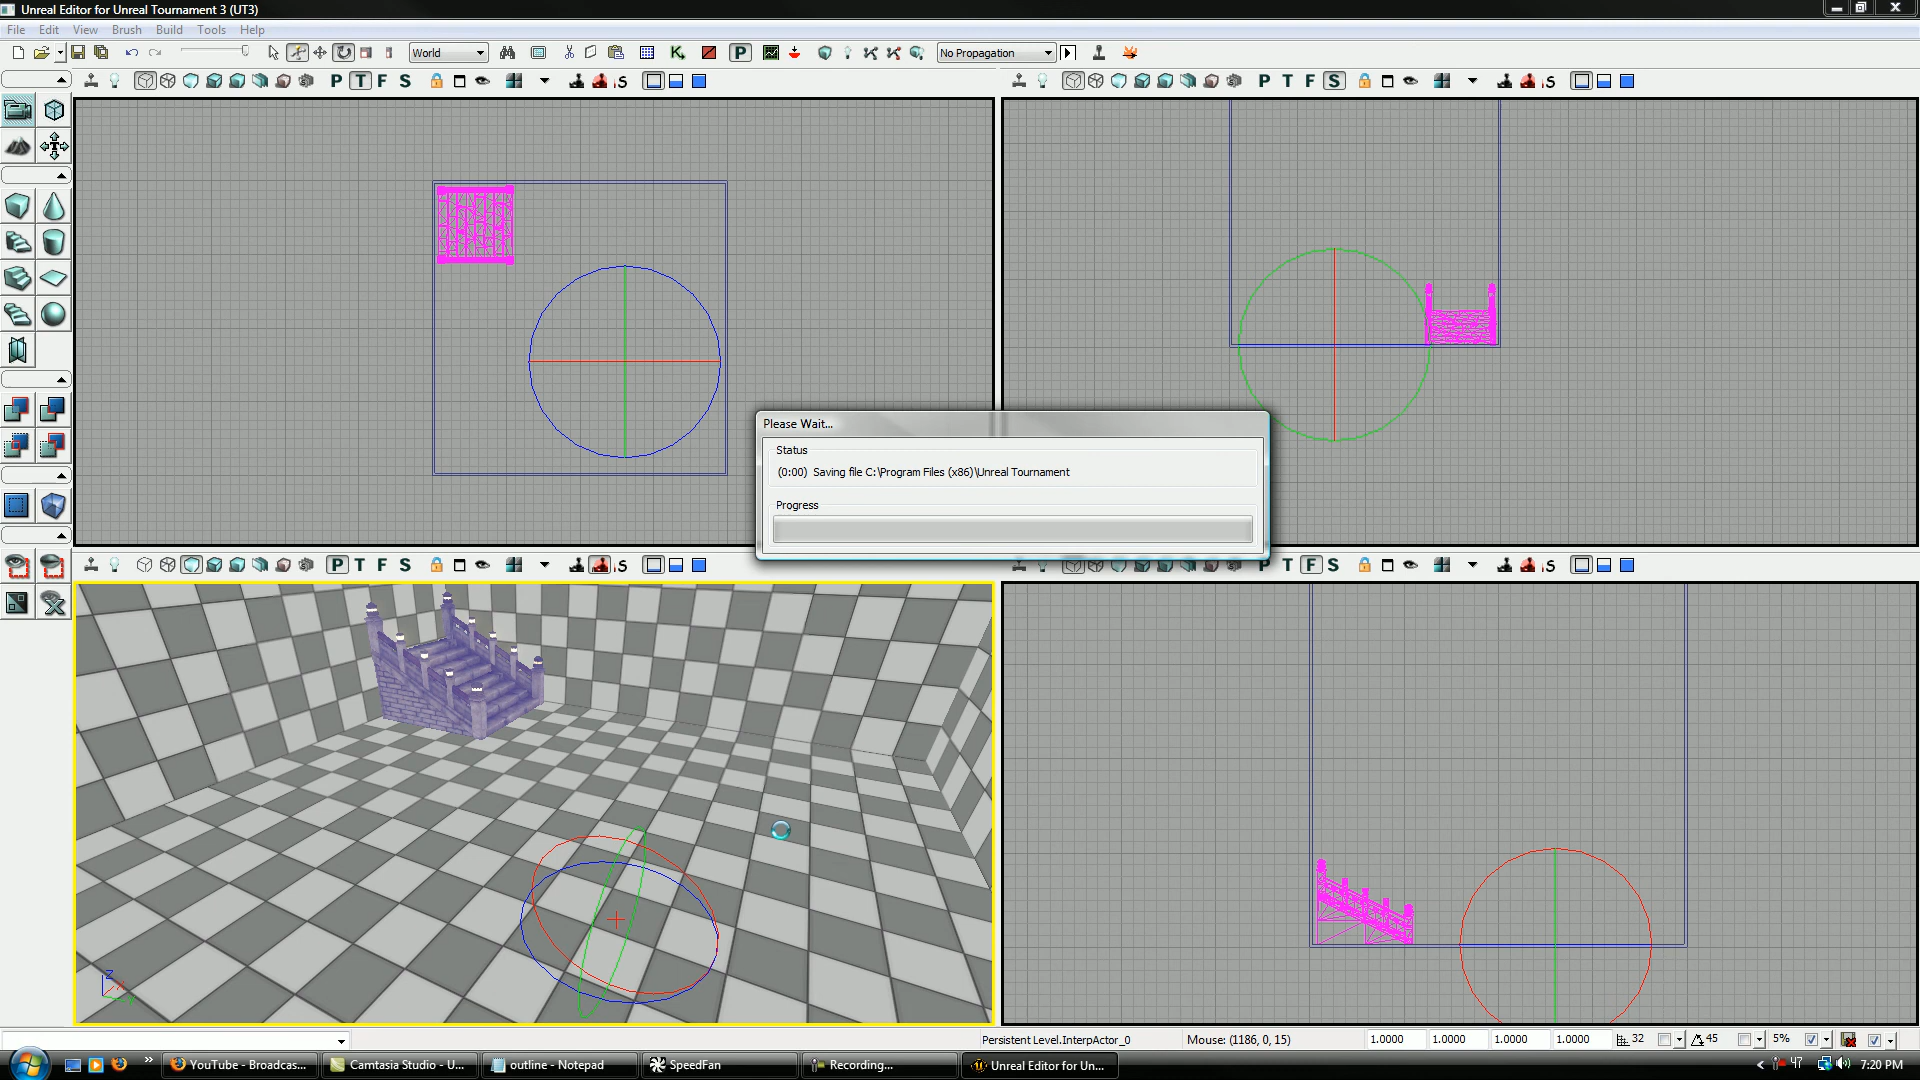 Unreal Editor for Unreal Tournament 3 (UT3)
File Edit View Brush Build Tools Help
World
P
No Propagation
P T F S
S
P T F S
S
Please Wait...
Status
(0:00) Saving file C:\Program Files (x86)\Unreal Tournament
Progress
P T F S
S
P T F S
S
Z
Persistent Level.InterpActor_0
Mouse: (1186, 0, 15)
1.0000 1.0000 1.0000 1.0000
32
45
5%
YouTube - Broadcas...
Camtasia Studio - U...
outline - Notepad
SpeedFan
Recording...
Unreal Editor for Un...
47
7:20 PM